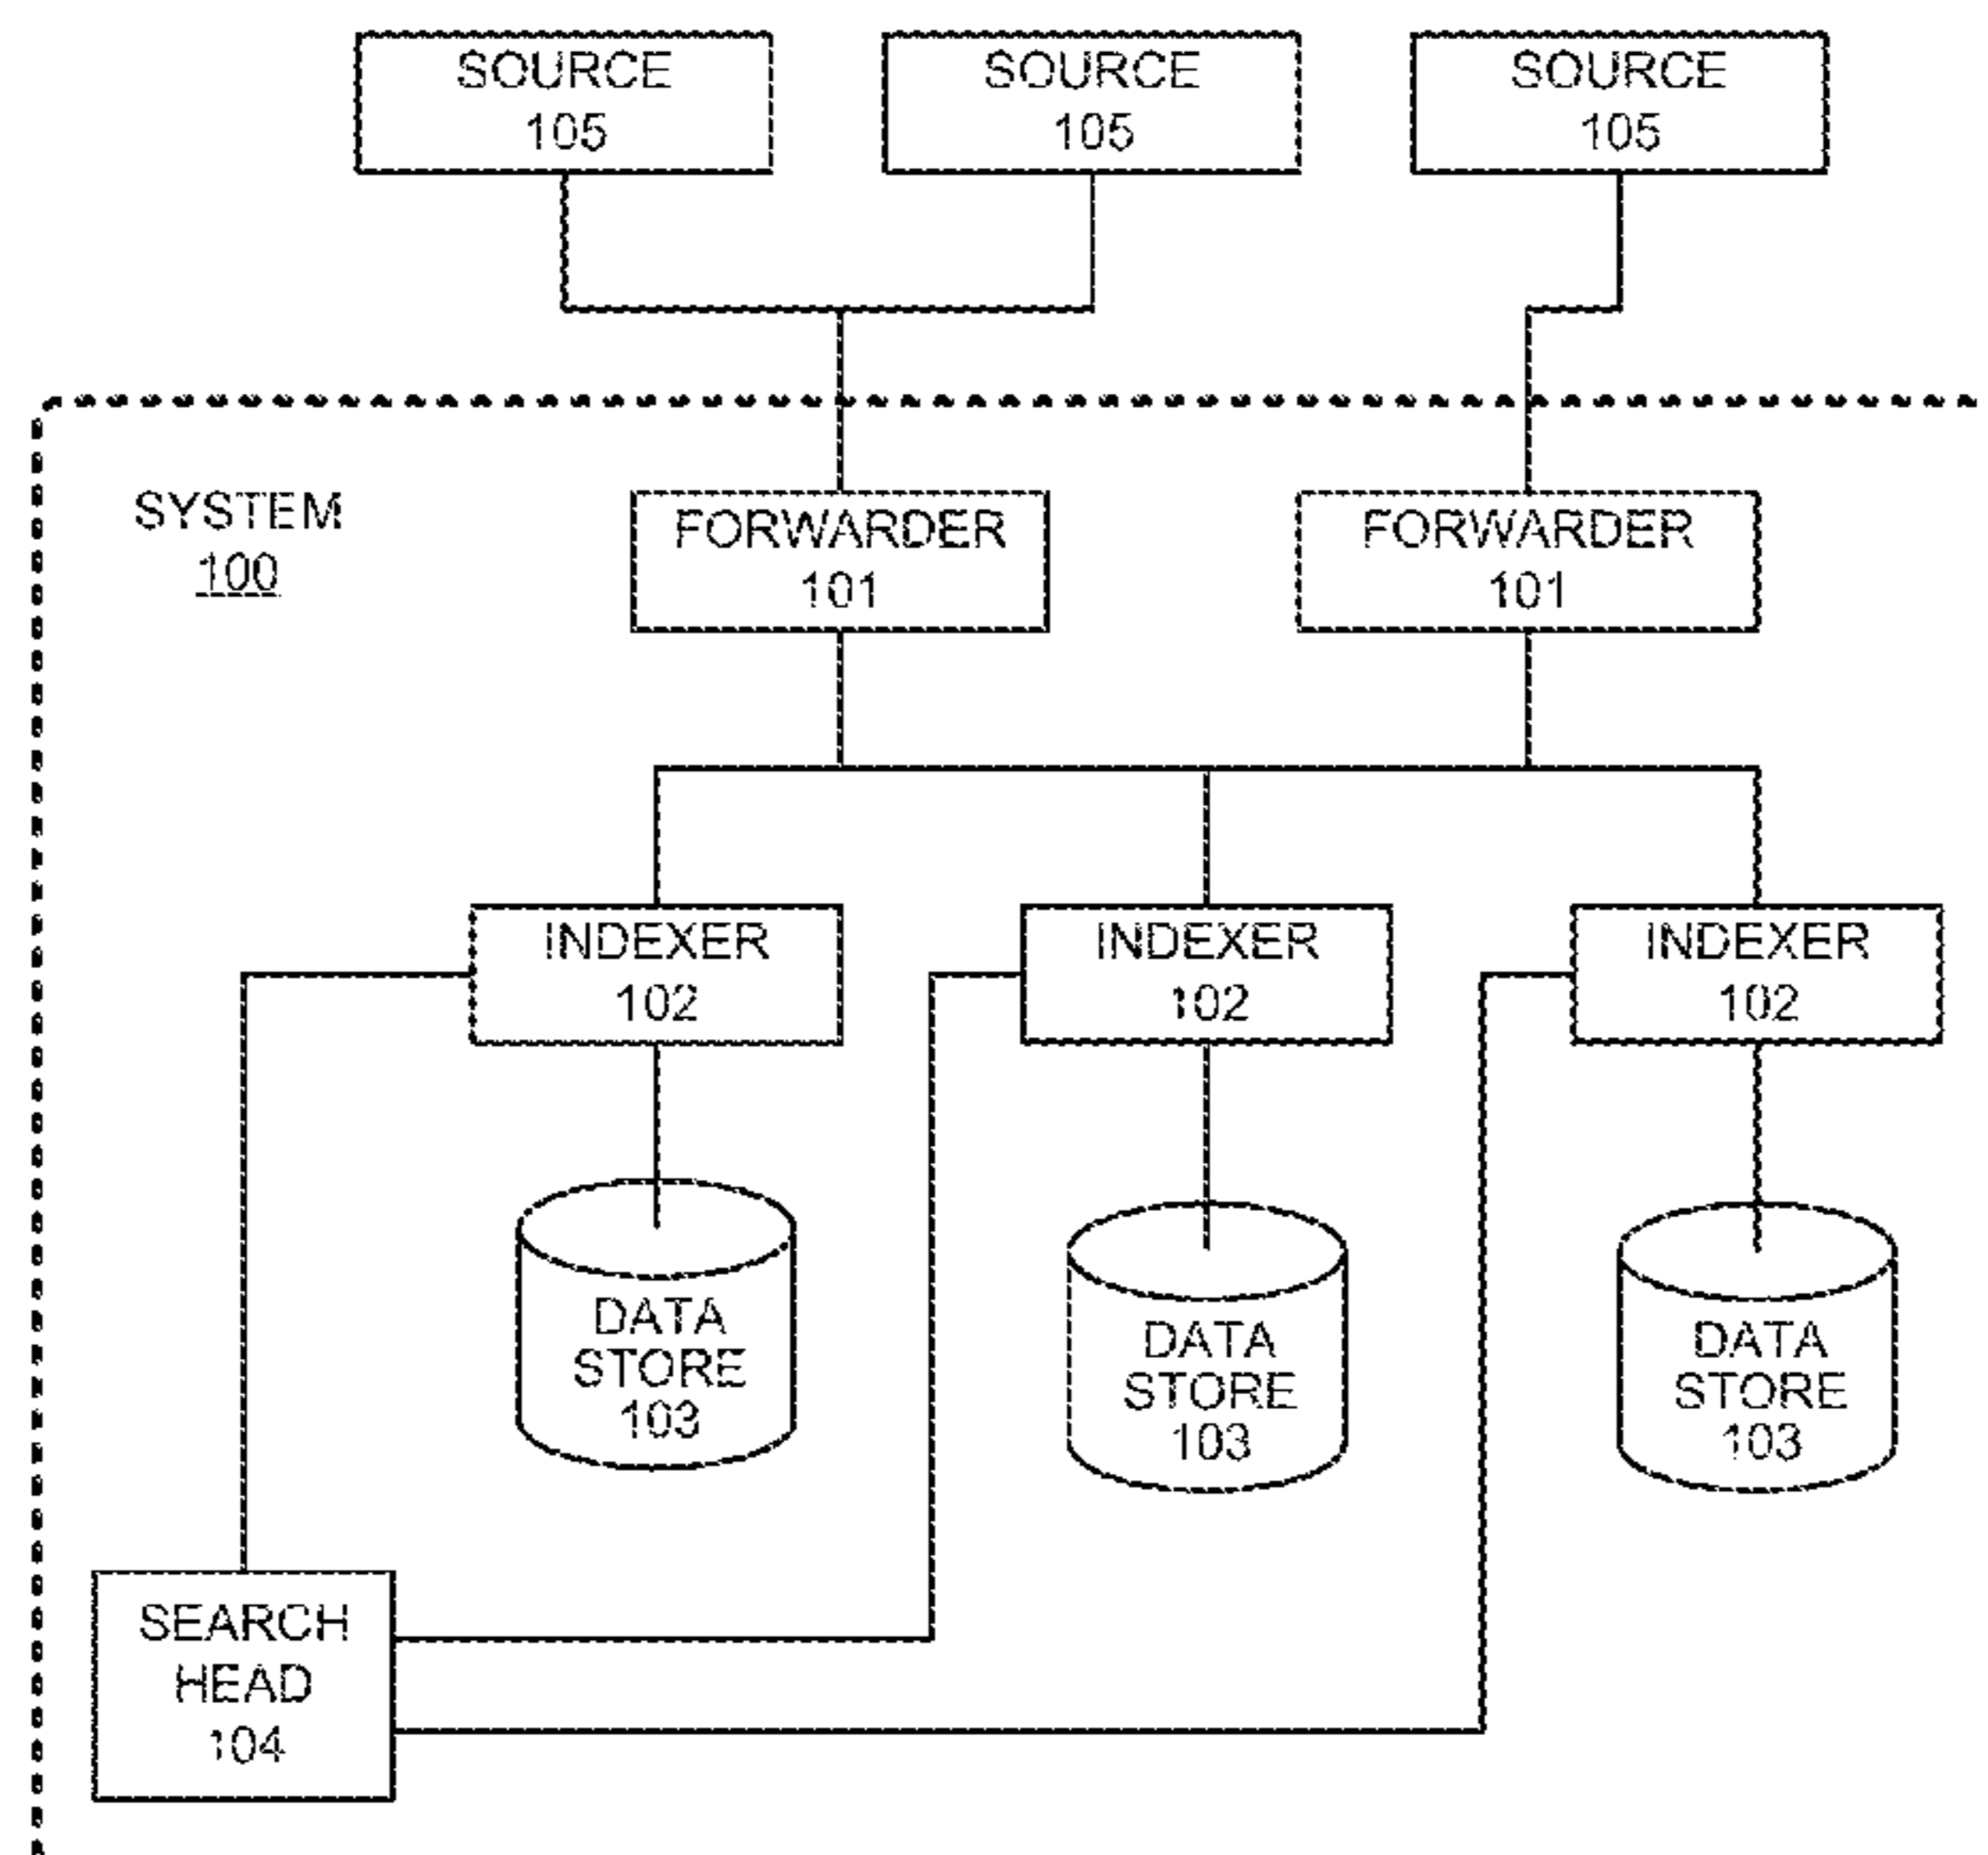 SOURCE
105
SOURCE
105
SOURCE
105
SYSTEM
100
FORWARDER
101
FORWARDER
101
INDEXER
102
INDEXER
102
INDEXER
102
DATA
STORE
103
DATA
STORE
103
DATA
STORE
103
SEARCH
HEAD
104